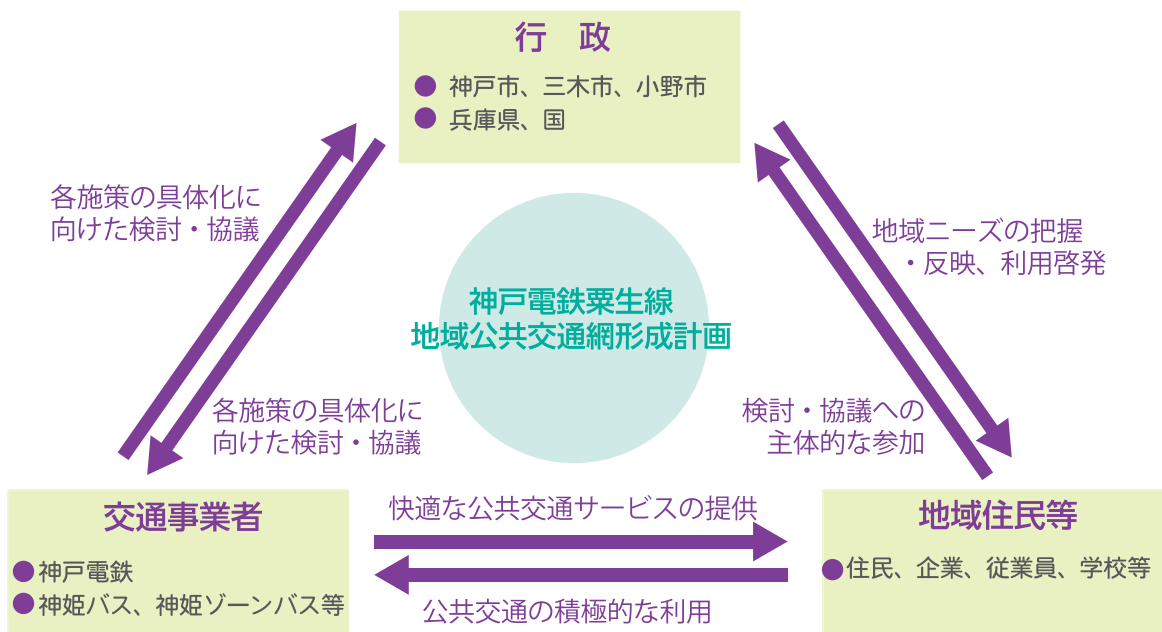 行　政
● 神戸市、三木市、小野市
● 兵庫県、国
各施策の具体化に
向けた検討・協議
地域ニーズの把握
・反映、利用啓発
神戸電鉄粟生線
地域公共交通網形成計画
各施策の具体化に
向けた検討・協議
検討・協議への
主体的な参加
交通事業者
● 神戸電鉄
● 神姫バス、神姫ゾーンバス等
快適な公共交通サービスの提供
公共交通の積極的な利用
地域住民等
● 住民、企業、従業員、学校等